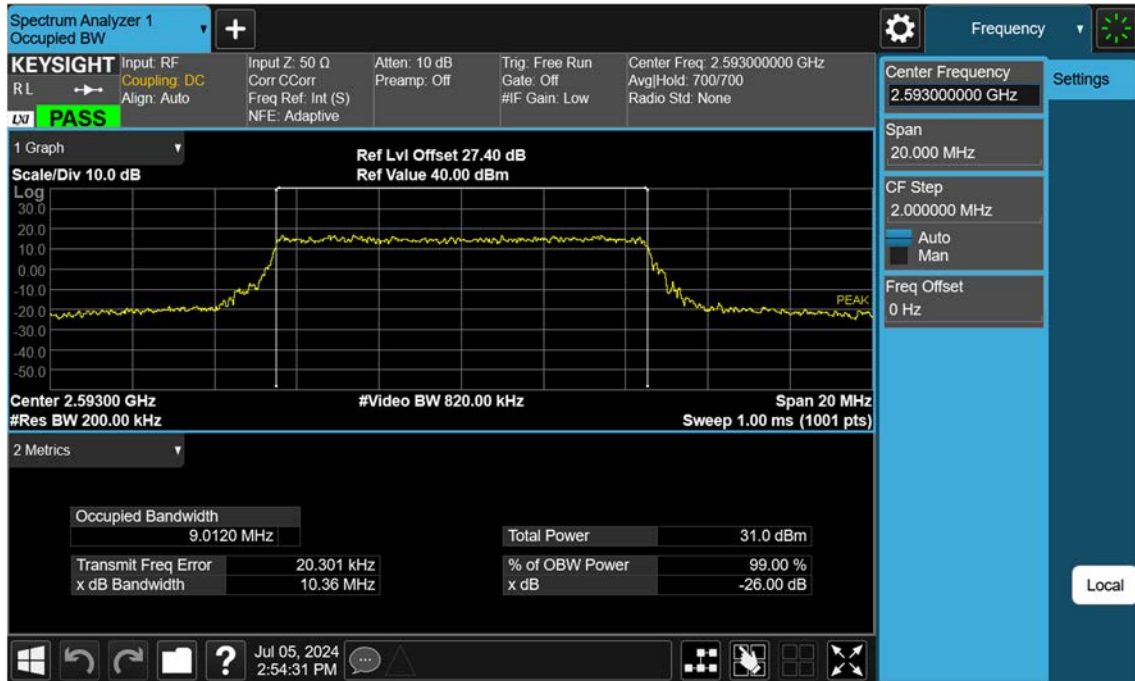 Spectrum Analyzer 1
Occupied BW
+
Frequency
KEYSIGHT
R L
LXI
PASS
Input: RF
Coupling: DC
Align: Auto
Input Z: 50 Ω
Corr CCorr
Freq Ref: Int (S)
NFE: Adaptive
Atten: 10 dB
Preamp: Off
Trig: Free Run
Gate: Off
#IF Gain: Low
Center Freq: 2.593000000 GHz
Avg|Hold: 700/700
Radio Std: None
Center Frequency
2.593000000 GHz
Settings
Span
20.000 MHz
CF Step
2.000000 MHz
Auto
Man
Freq Offset
0 Hz
Local
1 Graph
Scale/Div 10.0 dB
Ref Lvl Offset 27.40 dB
Ref Value 40.00 dBm
Log
30.0
20.0
10.0
0.00
-10.0
-20.0
-30.0
-40.0
-50.0
PEAK
Center 2.59300 GHz
#Video BW 820.00 kHz
Span 20 MHz
#Res BW 200.00 kHz
Sweep 1.00 ms (1001 pts)
2 Metrics
Occupied Bandwidth
9.0120 MHz
Total Power 31.0 dBm
Transmit Freq Error 20.301 kHz
% of OBW Power 99.00 %
x dB Bandwidth 10.36 MHz
x dB -26.00 dB
?
Jul 05, 2024
2:54:31 PM